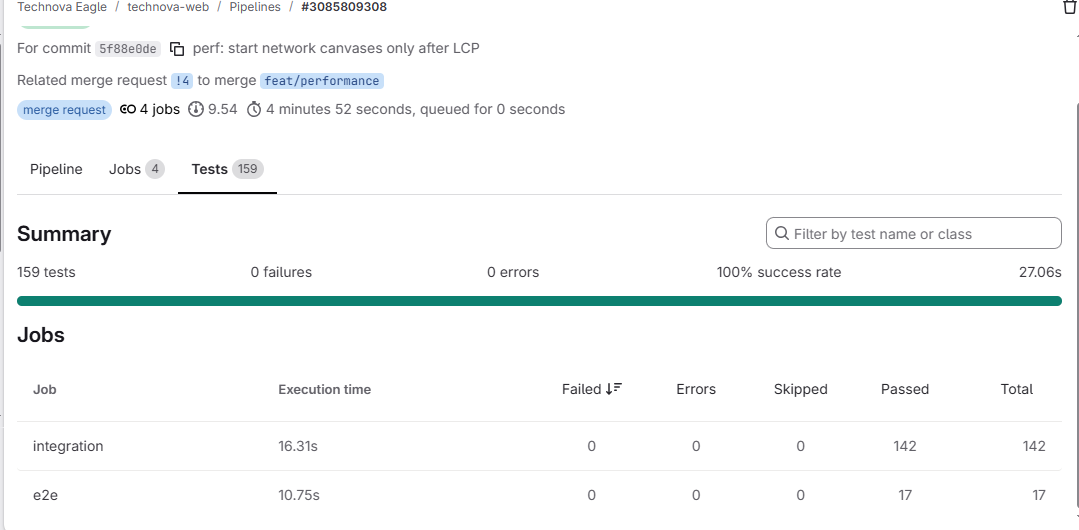 Technova Eagle / technova-web / Pipelines / #3085809308
For commit 5f88e0de perf: start network canvases only after LCP
Related merge request !4 to merge feat/performance
merge request 4 jobs 9.54 4 minutes 52 seconds, queued for 0 seconds
Pipeline Jobs 4 Tests 159
Summary
Filter by test name or class
159 tests 0 failures 0 errors 100% success rate 27.06s
Jobs
Job Execution time Failed Errors Skipped Passed Total
integration 16.31s 0 0 0 142 142
e2e 10.75s 0 0 0 17 17